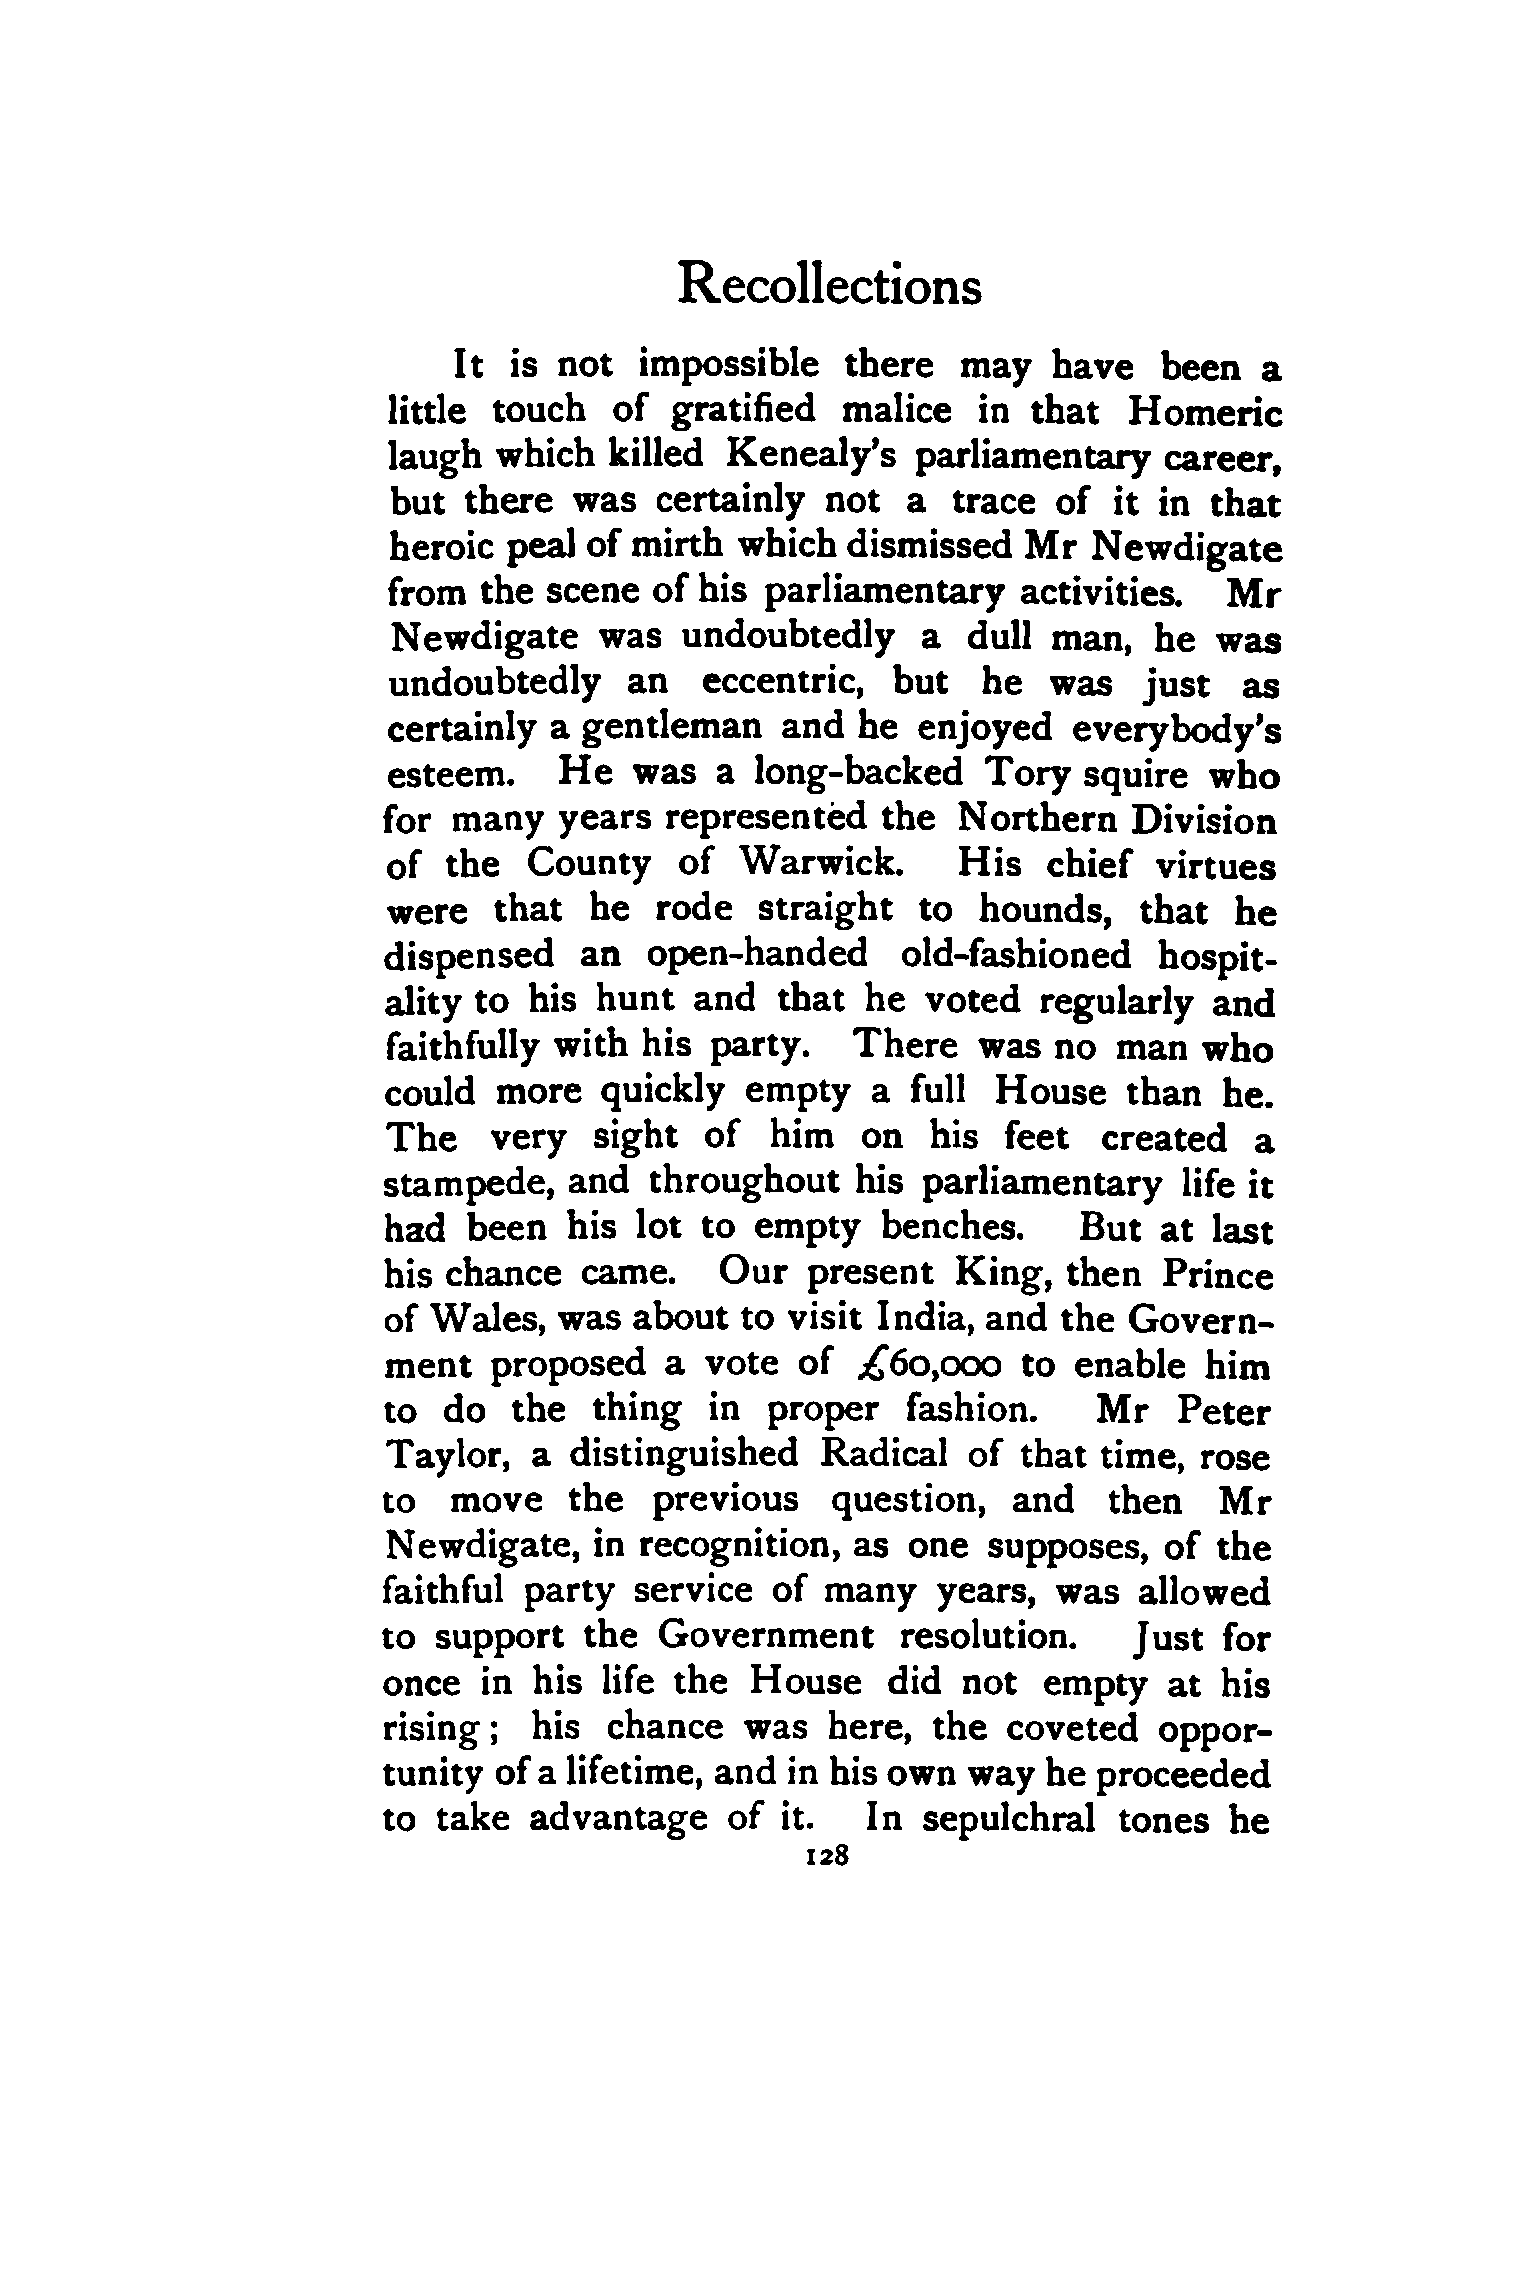 Recollections
It is not impossible there may have been a
little touch of gratified malice in that Homeric
laugh which killed Kenealy's parliamentary career,
but there was certainly not a trace of it in that
heroic peal of mirth which dismissed Mr Newdigate
from the scene of his parliamentary activities. Mr
Newdigate was undoubtedly a dull man, he was
undoubtedly an eccentric, but he was just as
certainly a gentleman and he enjoyed everybody's
esteem. He was a long-backed Tory squire who
for many years represented the Northern Division
of the County of Warwick. His chief virtues
were that he rode straight to hounds, that he
dispensed an open-handed old-fashioned hospit-
ality to his hunt and that he voted regularly and
faithfully with his party. There was no man who
could more quickly empty a full House than he.
The very sight of him on his feet created a
stampede, and throughout his parliamentary life it
had been his lot to empty benches. But at last
his chance came. Our present King, then Prince
of Wales, was about to visit India, and the Govern-
ment proposed a vote of £60,000 to enable him
to do the thing in proper fashion. Mr Peter
Taylor, a distinguished Radical of that time, rose
to move the previous question, and then Mr
Newdigate, in recognition, as one supposes, of the
faithful party service of many years, was allowed
to support the Government resolution. Just for
once in his life the House did not empty at his
rising; his chance was here, the coveted oppor-
tunity of a lifetime, and in his own way he proceeded
to take advantage of it. In sepulchral tones he
128